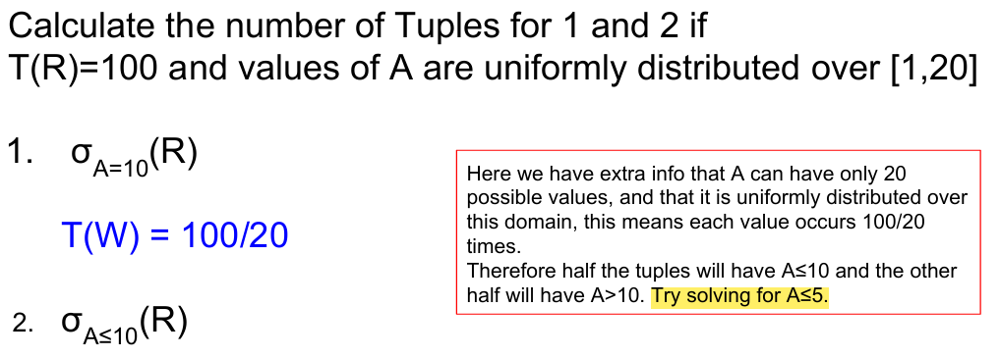 Calculate the number of Tuples for 1 and 2 if
T(R)=100 and values of A are uniformly distributed over [1,20]
1. σA=10(R)
T(W) = 100/20
Here we have extra info that A can have only 20
possible values, and that it is uniformly distributed over
this domain, this means each value occurs 100/20
times.
Therefore half the tuples will have A≤10 and the other
half will have A>10. Try solving for A≤5.
2. σA≤10(R)